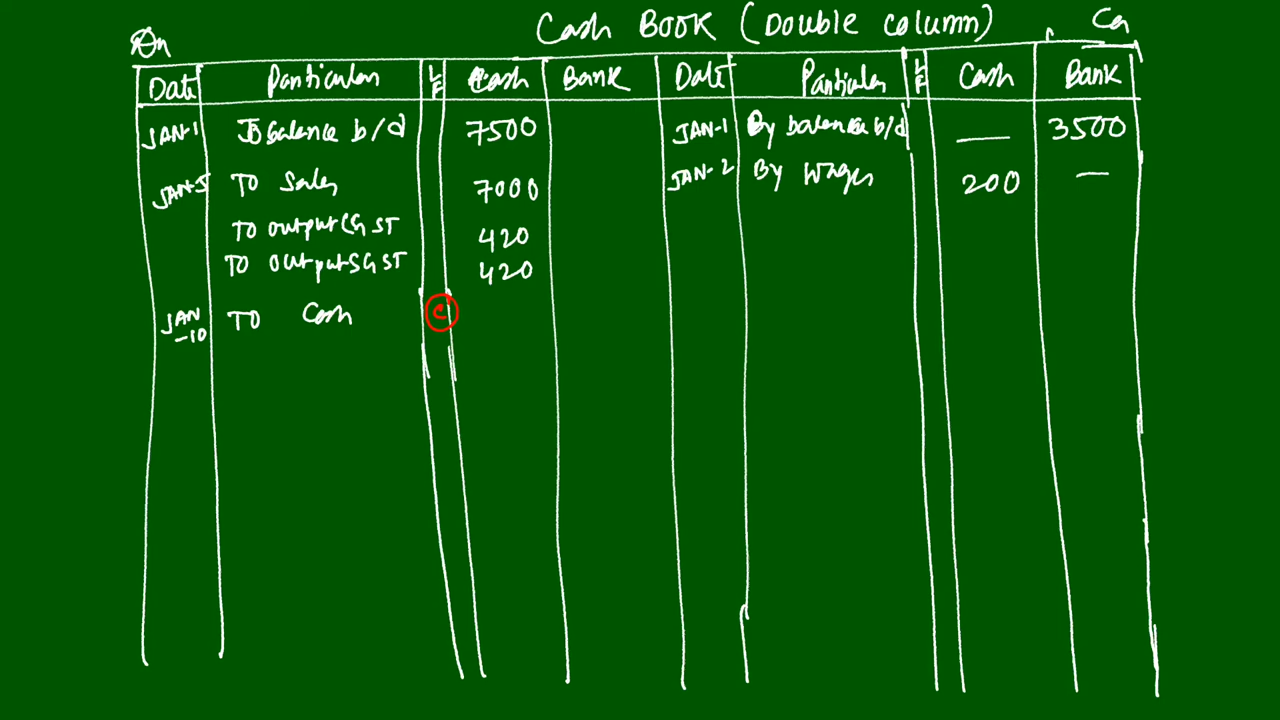 Cash BOOK (Double column)
Dr Cr
Date Particulars L F Cash Bank Date Particulars L F Cash Bank
JAN-1 To balance b/d 7500 JAN-1 By balance b/d — 3500
JAN-5 TO Sales 7000 JAN-2 By Wages 200 —
TO output CGST 420
TO output SGST 420
JAN-10 TO Cash C